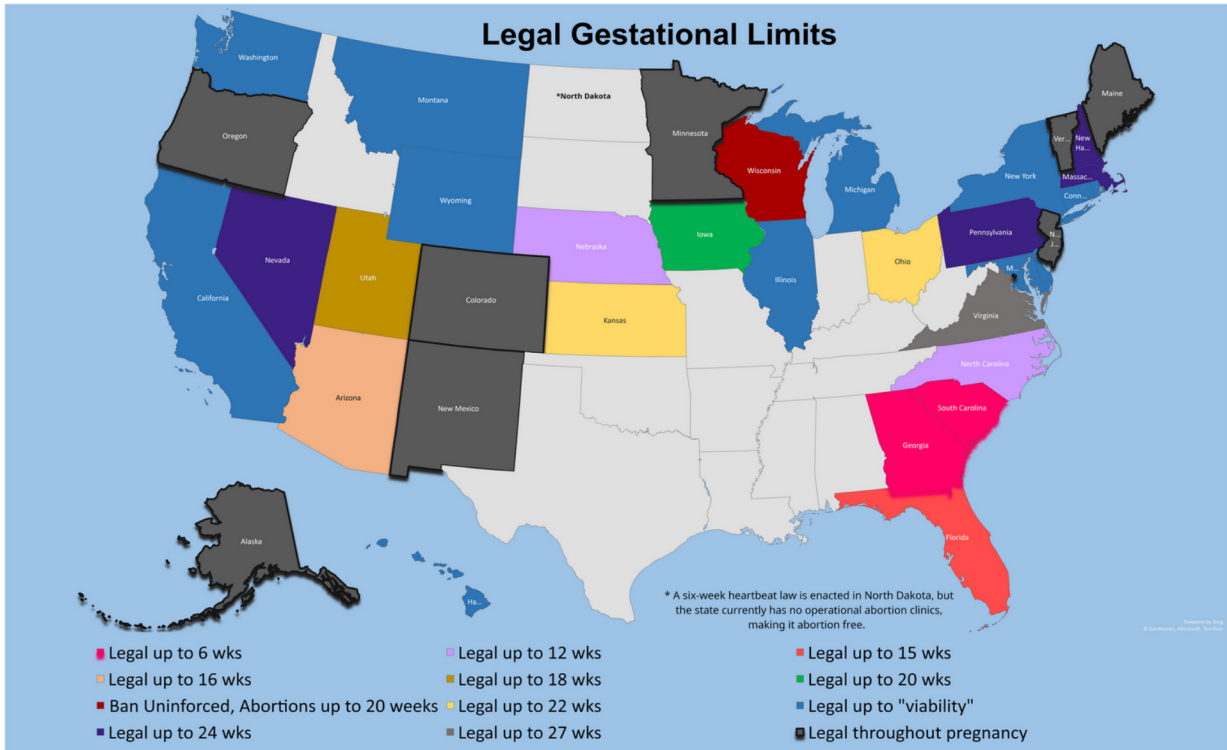 Legal Gestational Limits
Washington
Montana
*North Dakota
Minnesota
Maine
Oregon
Ver...
New
Ha...
Wisconsin
Michigan
New York
Massac...
Conn...
Wyoming
Nebraska
Iowa
Pennsylvania
N...
J...
Nevada
Utah
Illinois
Ohio
M...
California
Colorado
Kansas
Virginia
North Carolina
Arizona
New Mexico
South Carolina
Georgia
Alaska
Florida
Ha...
* A six-week heartbeat law is enacted in North Dakota, but
the state currently has no operational abortion clinics,
making it abortion free.
Powered by Bing
© GeoNames, Microsoft, TomTom
Legal up to 6 wks
Legal up to 12 wks
Legal up to 15 wks
Legal up to 16 wks
Legal up to 18 wks
Legal up to 20 wks
Ban Uninforced, Abortions up to 20 weeks
Legal up to 22 wks
Legal up to "viability"
Legal up to 24 wks
Legal up to 27 wks
Legal throughout pregnancy